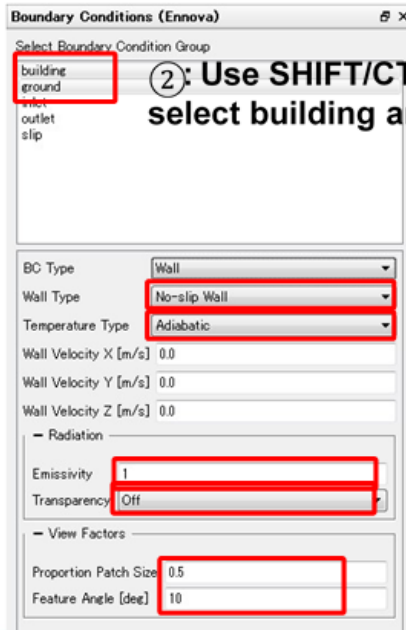 Boundary Conditions (Ennova)
Select Boundary Condition Group
building
②: Use SHIFT/CT
ground
inlet
select building a
outlet
slip
BC Type Wall
Wall Type No-slip Wall
Temperature Type Adiabatic
Wall Velocity X [m/s] 0.0
Wall Velocity Y [m/s] 0.0
Wall Velocity Z [m/s] 0.0
Radiation
Emissivity 1
Transparency Off
View Factors
Proportion Patch Size 0.5
Feature Angle [deg] 10